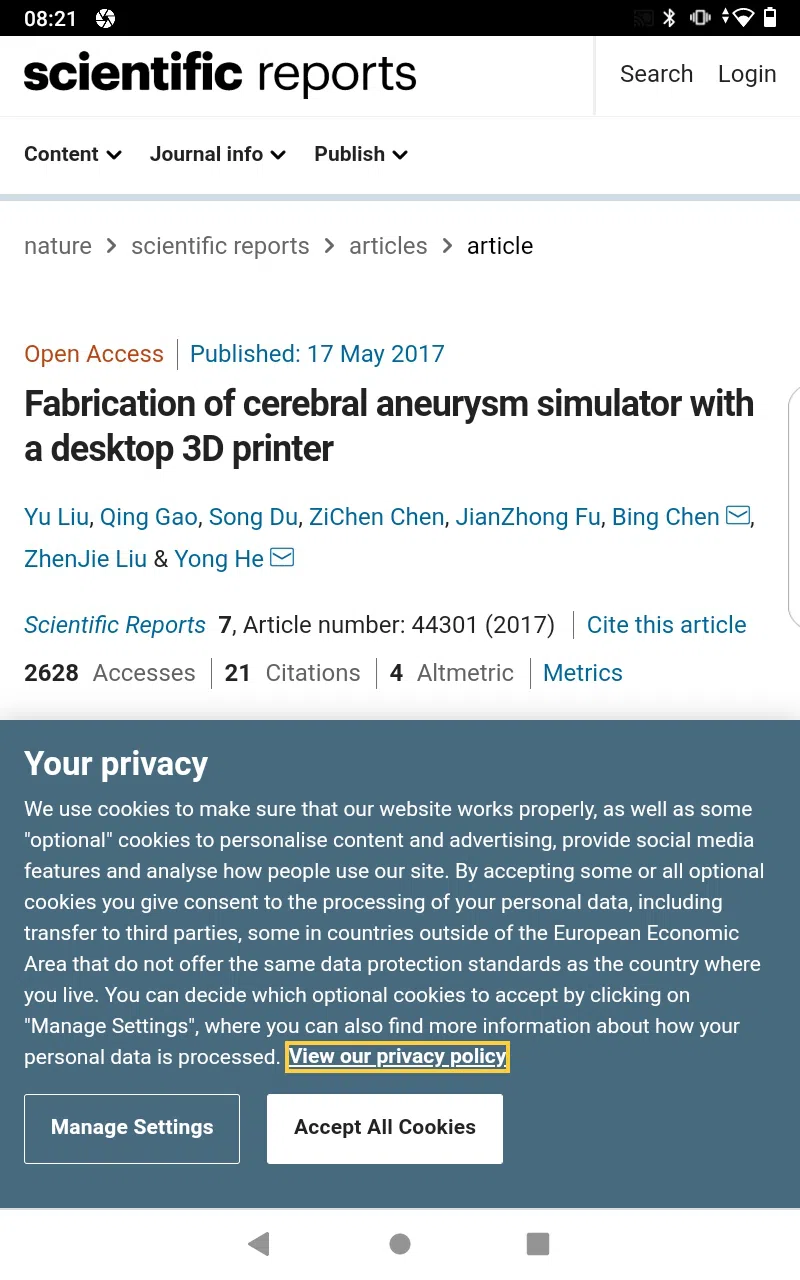 08:21
scientific reports
Search Login
Content Journal info Publish
nature scientific reports articles article
Open Access Published: 17 May 2017
Fabrication of cerebral aneurysm simulator with
a desktop 3D printer
Yu Liu, Qing Gao, Song Du, ZiChen Chen, JianZhong Fu, Bing Chen ,
ZhenJie Liu & Yong He
Scientific Reports 7, Article number: 44301 (2017) Cite this article
2628 Accesses 21 Citations 4 Altmetric Metrics
Your privacy
We use cookies to make sure that our website works properly, as well as some
"optional" cookies to personalise content and advertising, provide social media
features and analyse how people use our site. By accepting some or all optional
cookies you give consent to the processing of your personal data, including
transfer to third parties, some in countries outside of the European Economic
Area that do not offer the same data protection standards as the country where
you live. You can decide which optional cookies to accept by clicking on
"Manage Settings", where you can also find more information about how your
personal data is processed. View our privacy policy
Manage Settings Accept All Cookies